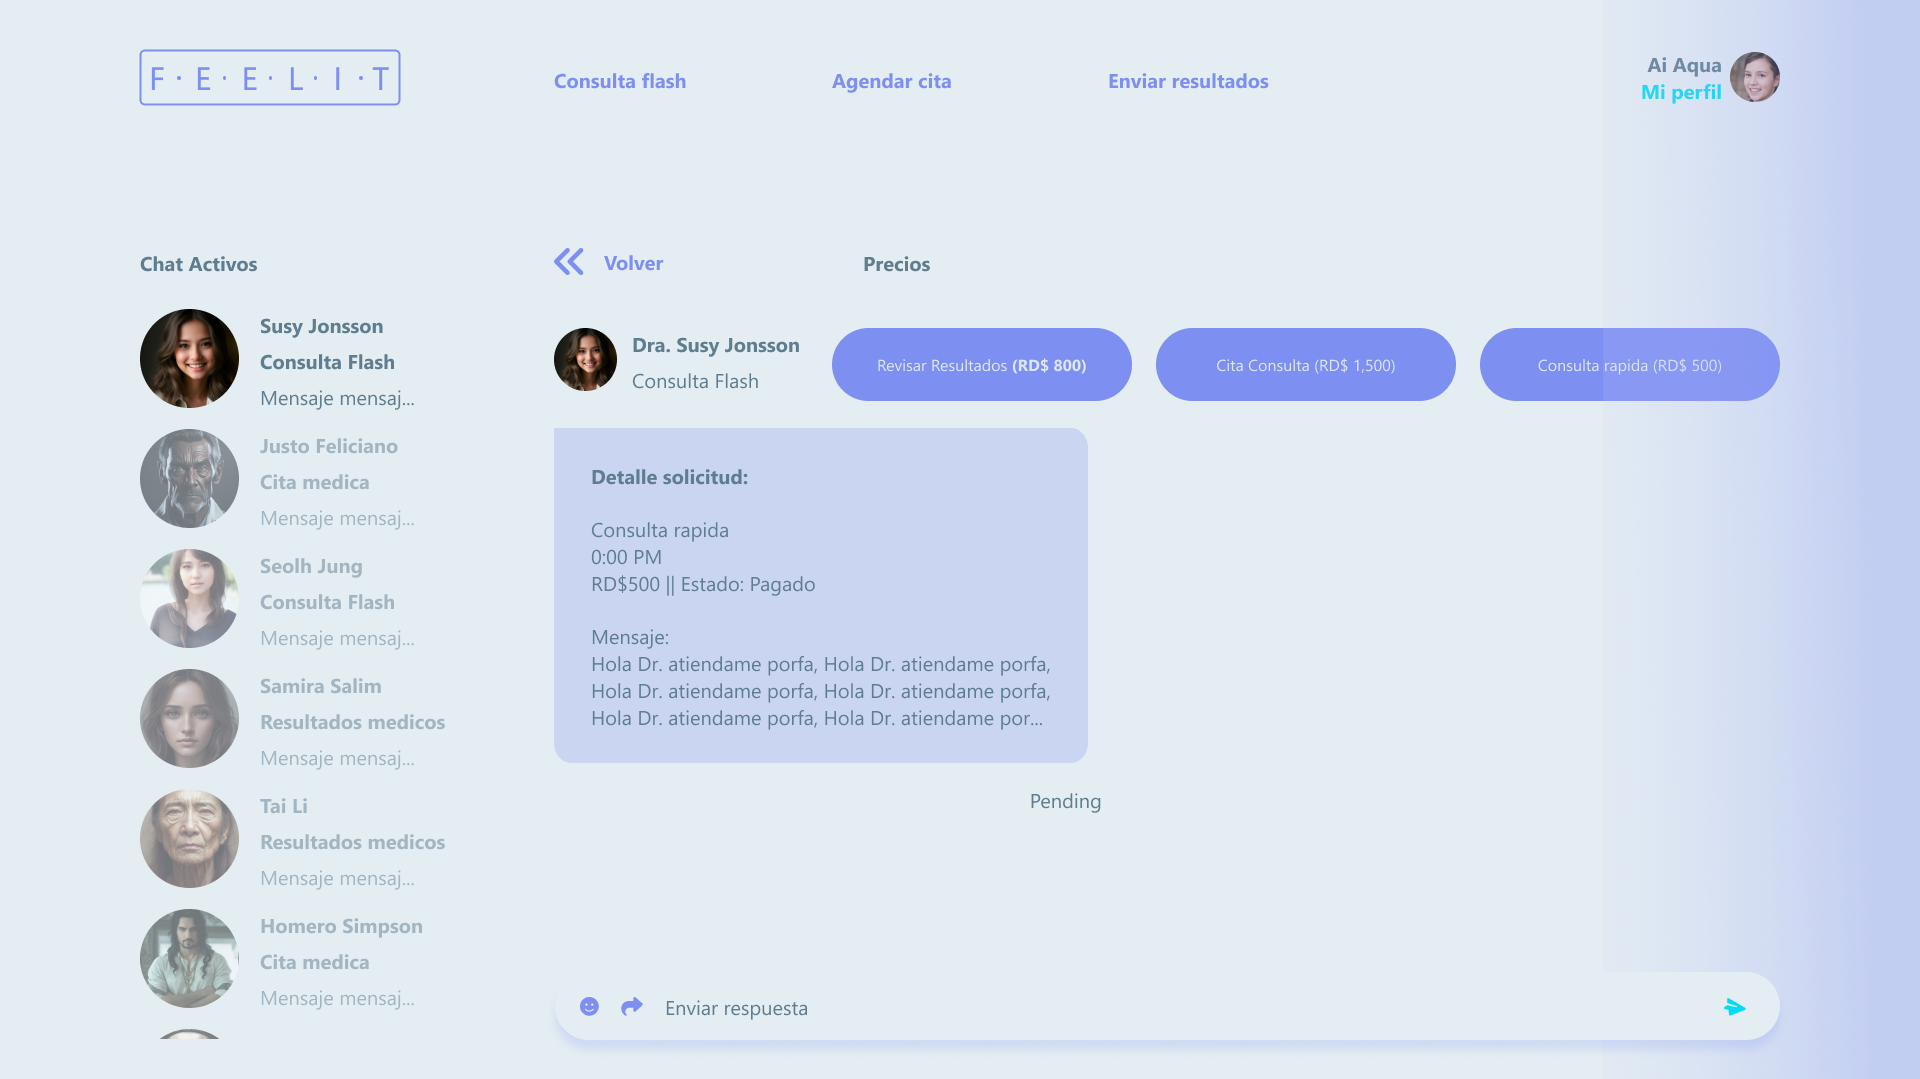 F·E·E·L·I·T
Consulta flash
Agendar cita
Enviar resultados
Ai Aqua
Mi perfil
Chat Activos
Susy Jonsson
Consulta Flash
Mensaje mensaj...
Justo Feliciano
Cita medica
Mensaje mensaj...
Seolh Jung
Consulta Flash
Mensaje mensaj...
Samira Salim
Resultados medicos
Mensaje mensaj...
Tai Li
Resultados medicos
Mensaje mensaj...
Homero Simpson
Cita medica
Mensaje mensaj...
Volver
Precios
Dra. Susy Jonsson
Consulta Flash
Revisar Resultados (RD$ 800)
Cita Consulta (RD$ 1,500)
Consulta rapida (RD$ 500)
Detalle solicitud:
Consulta rapida
0:00 PM
RD$500 || Estado: Pagado
Mensaje:
Hola Dr. atiendame porfa, Hola Dr. atiendame porfa,
Hola Dr. atiendame porfa, Hola Dr. atiendame porfa,
Hola Dr. atiendame porfa, Hola Dr. atiendame por...
Pending
Enviar respuesta